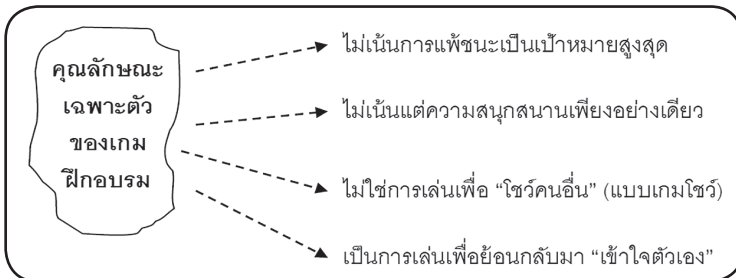 คุณลักษณะ
เฉพาะตัว
ของเกม
ฝึกอบรม
ไม่เน้นการแพ้ชนะเป็นเป้าหมายสูงสุด
ไม่เน้นแต่ความสนุกสนานเพียงอย่างเดียว
ไม่ใช่การเล่นเพื่อ “โชว์คนอื่น” (แบบเกมโชว์)
เป็นการเล่นเพื่อย้อนกลับมา “เข้าใจตัวเอง”